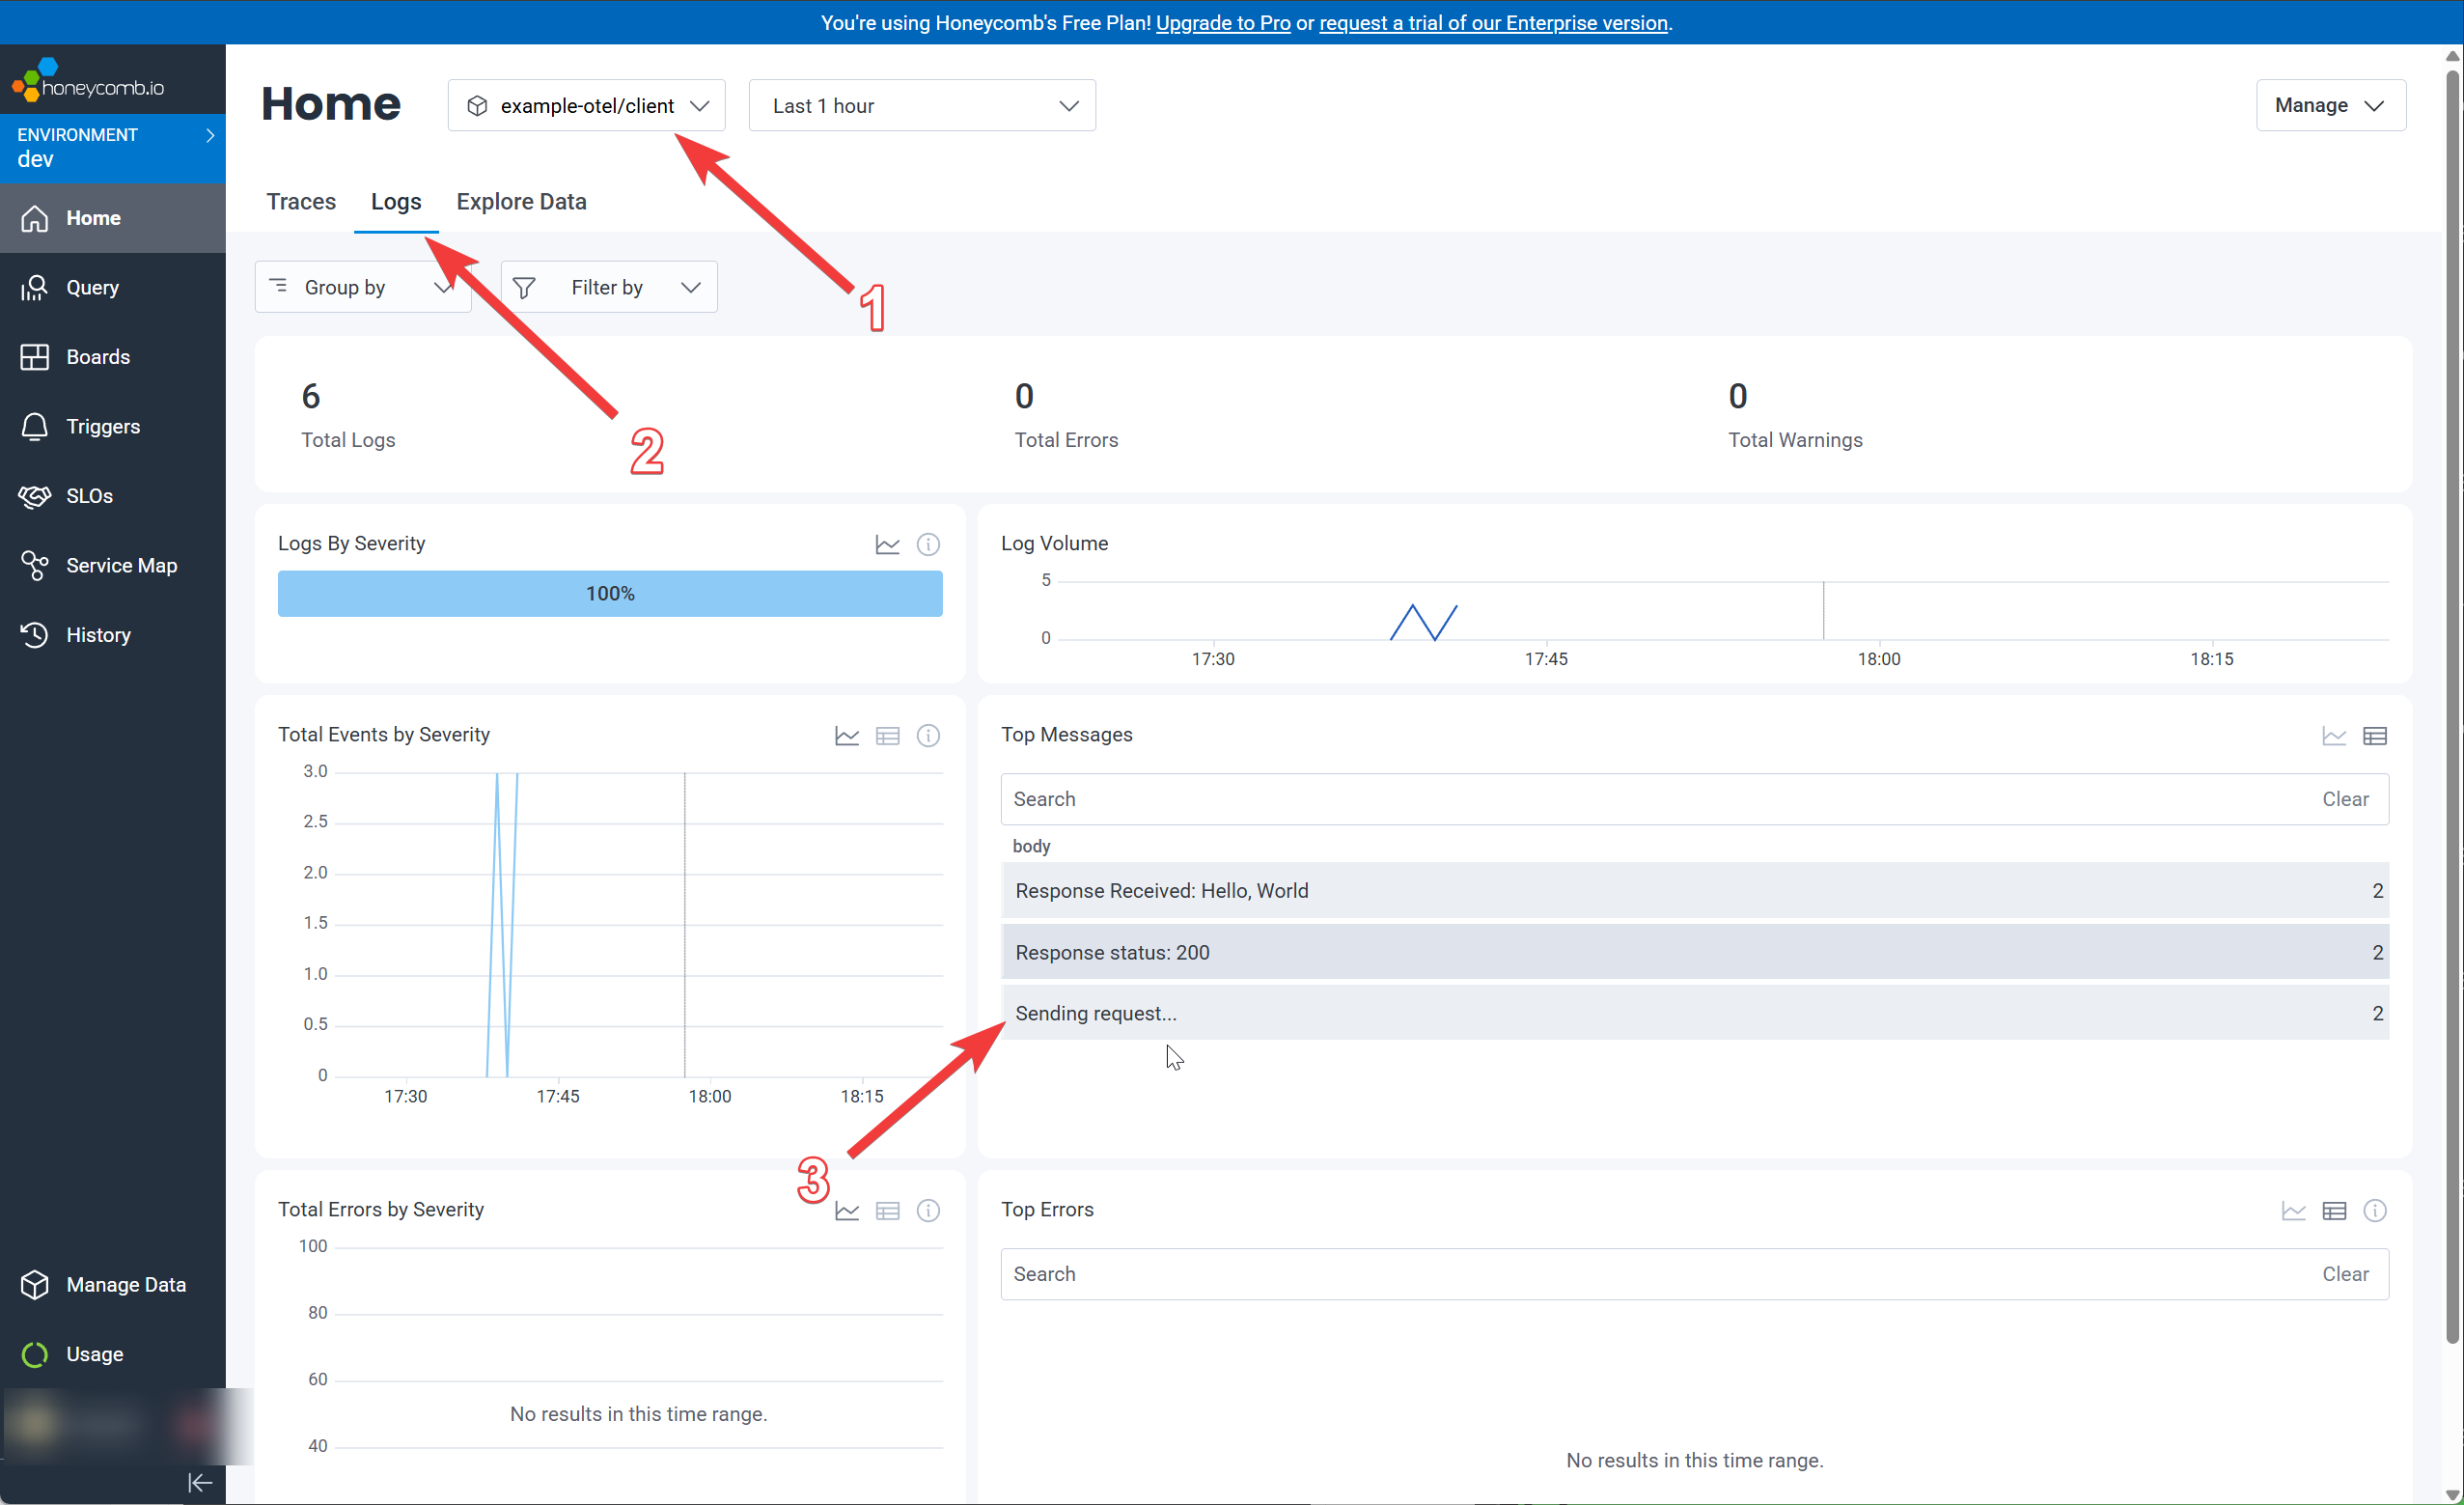 You're using Honeycomb's Free Plan! Upgrade to Pro or request a trial of our Enterprise version.
honeycomb.io
ENVIRONMENT
dev
Home
Query
Boards
Triggers
SLOs
Service Map
History
Manage Data
Usage
Home
example-otel/client
Last 1 hour
Manage
Traces
Logs
Explore Data
Group by
Filter by
1
2
6
Total Logs
0
Total Errors
0
Total Warnings
Logs By Severity
100%
Log Volume
5
0
17:30
17:45
18:00
18:15
Total Events by Severity
3.0
2.5
2.0
1.5
1.0
0.5
0
17:30
17:45
18:00
18:15
Top Messages
Search
Clear
body
Response Received: Hello, World
2
Response status: 200
2
Sending request...
2
3
Total Errors by Severity
100
80
60
40
No results in this time range.
Top Errors
Search
Clear
No results in this time range.